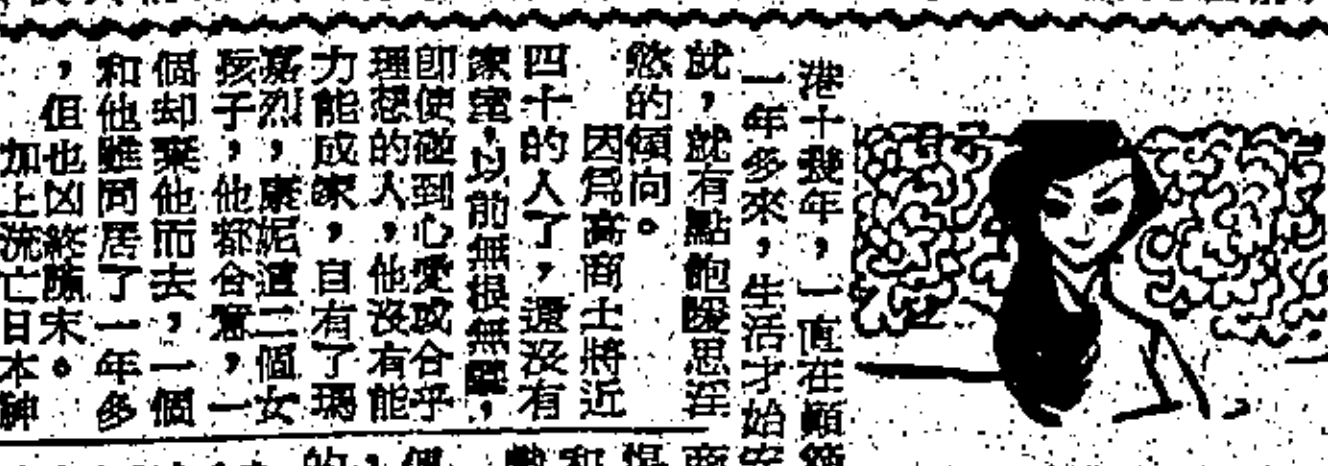 港十幾年，一直在顛
一年多來，生活才始安
就，就有點飽暖思淫
慾的傾向。
因爲高商士將近
四十的人了，還沒有
家室，以前無根無，
即使碰到心愛或合乎
理想的人，他沒有能
力能成家，自有了瑪
嘉烈，康妮這二個女
孩子，他都合意，一
個却棄他而去，一個
和他雖同居了一年多
，但也凶終隙末。
加上流亡日本神